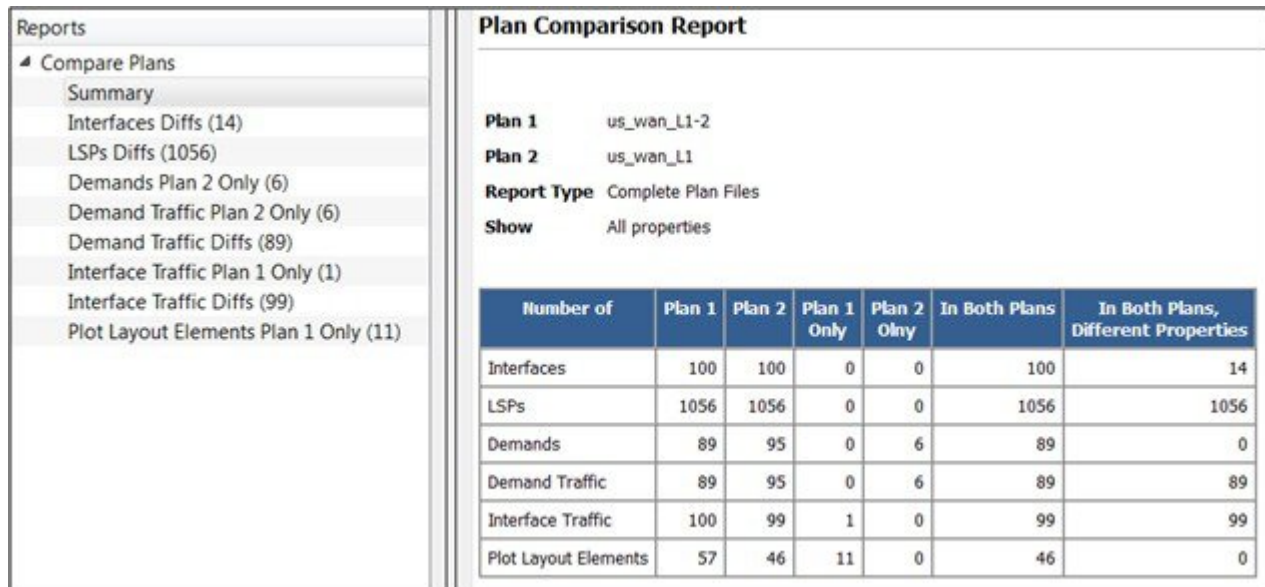 Reports
Compare Plans
Summary
Interfaces Diffs (14)
LSPs Diffs (1056)
Demands Plan 2 Only (6)
Demand Traffic Plan 2 Only (6)
Demand Traffic Diffs (89)
Interface Traffic Plan 1 Only (1)
Interface Traffic Diffs (99)
Plot Layout Elements Plan 1 Only (11)
Plan Comparison Report
Plan 1 us_wan_L1-2
Plan 2 us_wan_L1
Report Type Complete Plan Files
Show All properties
Number of Plan 1 Plan 2 Plan 1 Only Plan 2 Olny In Both Plans In Both Plans, Different Properties
Interfaces 100 100 0 0 100 14
LSPs 1056 1056 0 0 1056 1056
Demands 89 95 0 6 89 0
Demand Traffic 89 95 0 6 89 89
Interface Traffic 100 99 1 0 99 99
Plot Layout Elements 57 46 11 0 46 0